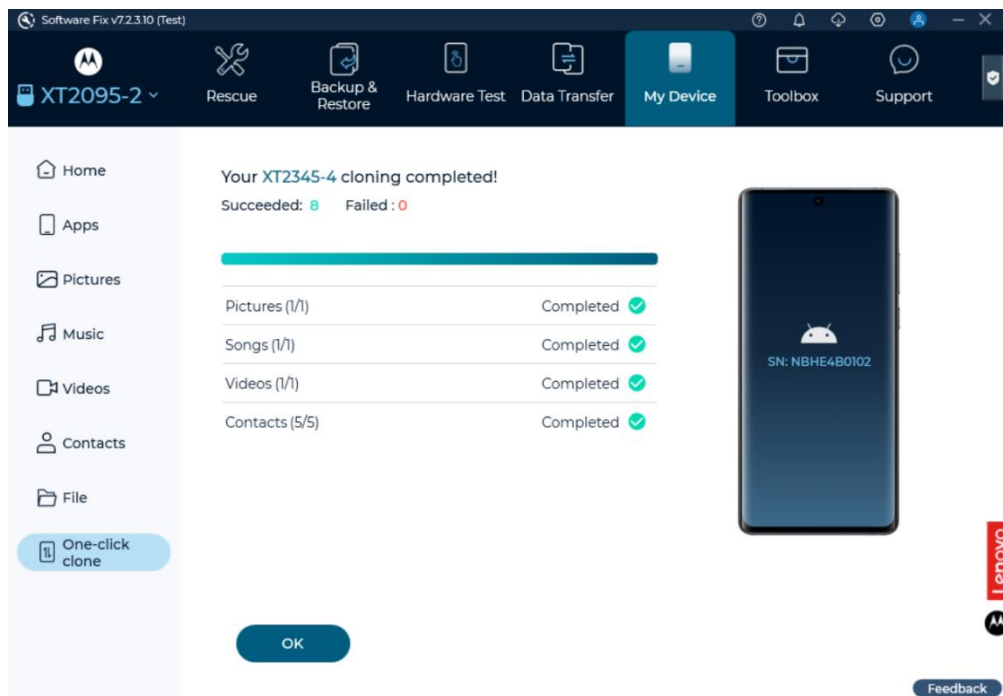 Software Fix v7.2.3.10 (Test)
XT2095-2
Rescue
Backup &
Restore
Hardware Test
Data Transfer
My Device
Toolbox
Support
Home
Apps
Pictures
Music
Videos
Contacts
File
One-click
clone
Your XT2345-4 cloning completed!
Succeeded: 8 Failed : 0
Pictures (1/1) Completed
Songs (1/1) Completed
Videos (1/1) Completed
Contacts (5/5) Completed
SN: NBHE4B0102
OK
Lenovo
Feedback